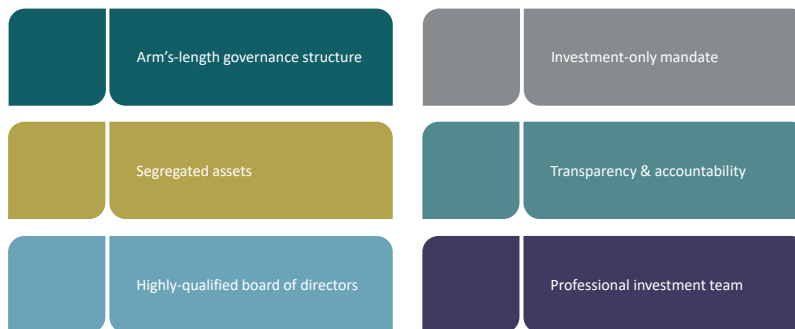 Arm's-length governance structure
Investment-only mandate
Segregated assets
Transparency & accountability
Highly-qualified board of directors
Professional investment team